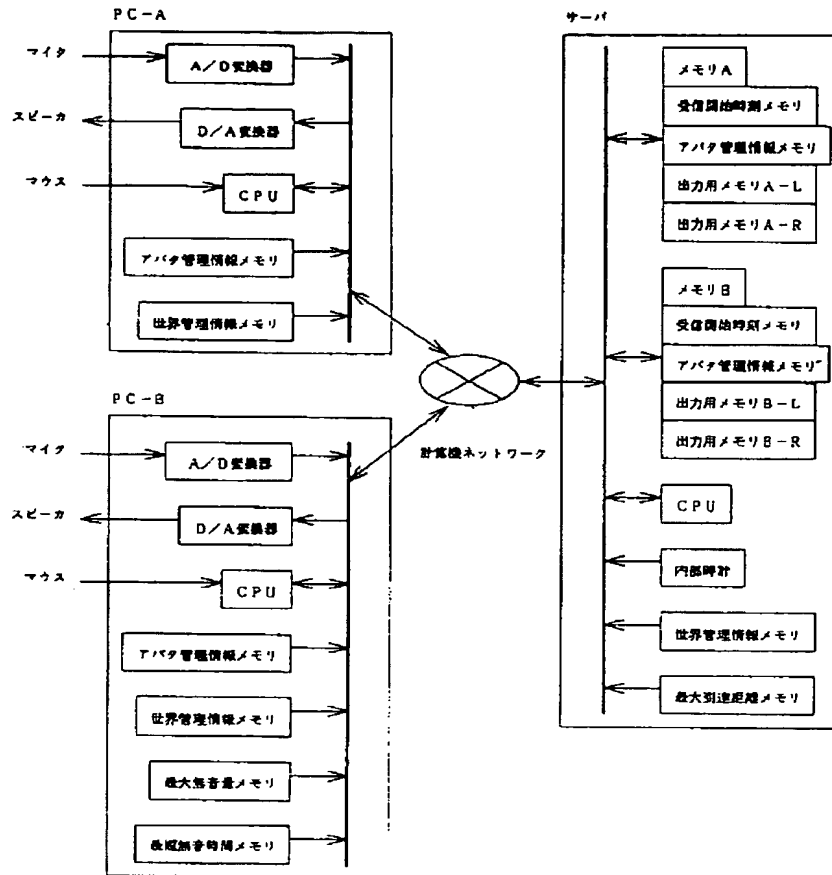 PC-A
マイタ
A/D変換器
スピーカ
D/A変換器
マウス
CPU
アバタ管理情報メモリ
世界管理情報メモリ
PC-B
マイタ
A/D変換器
スピーカ
D/A変換器
マウス
CPU
アバタ管理情報メモリ
世界管理情報メモリ
最大無音量メモリ
最短無音時間メモリ
計算機ネットワーク
サーバ
メモリA
受信開始時刻メモリ
アバタ管理情報メモリ
出力用メモリA-L
出力用メモリA-R
メモリB
受信開始時刻メモリ
アバタ管理情報メモリ
出力用メモリB-L
出力用メモリB-R
CPU
内部時計
世界管理情報メモリ
最大到達距離メモリ